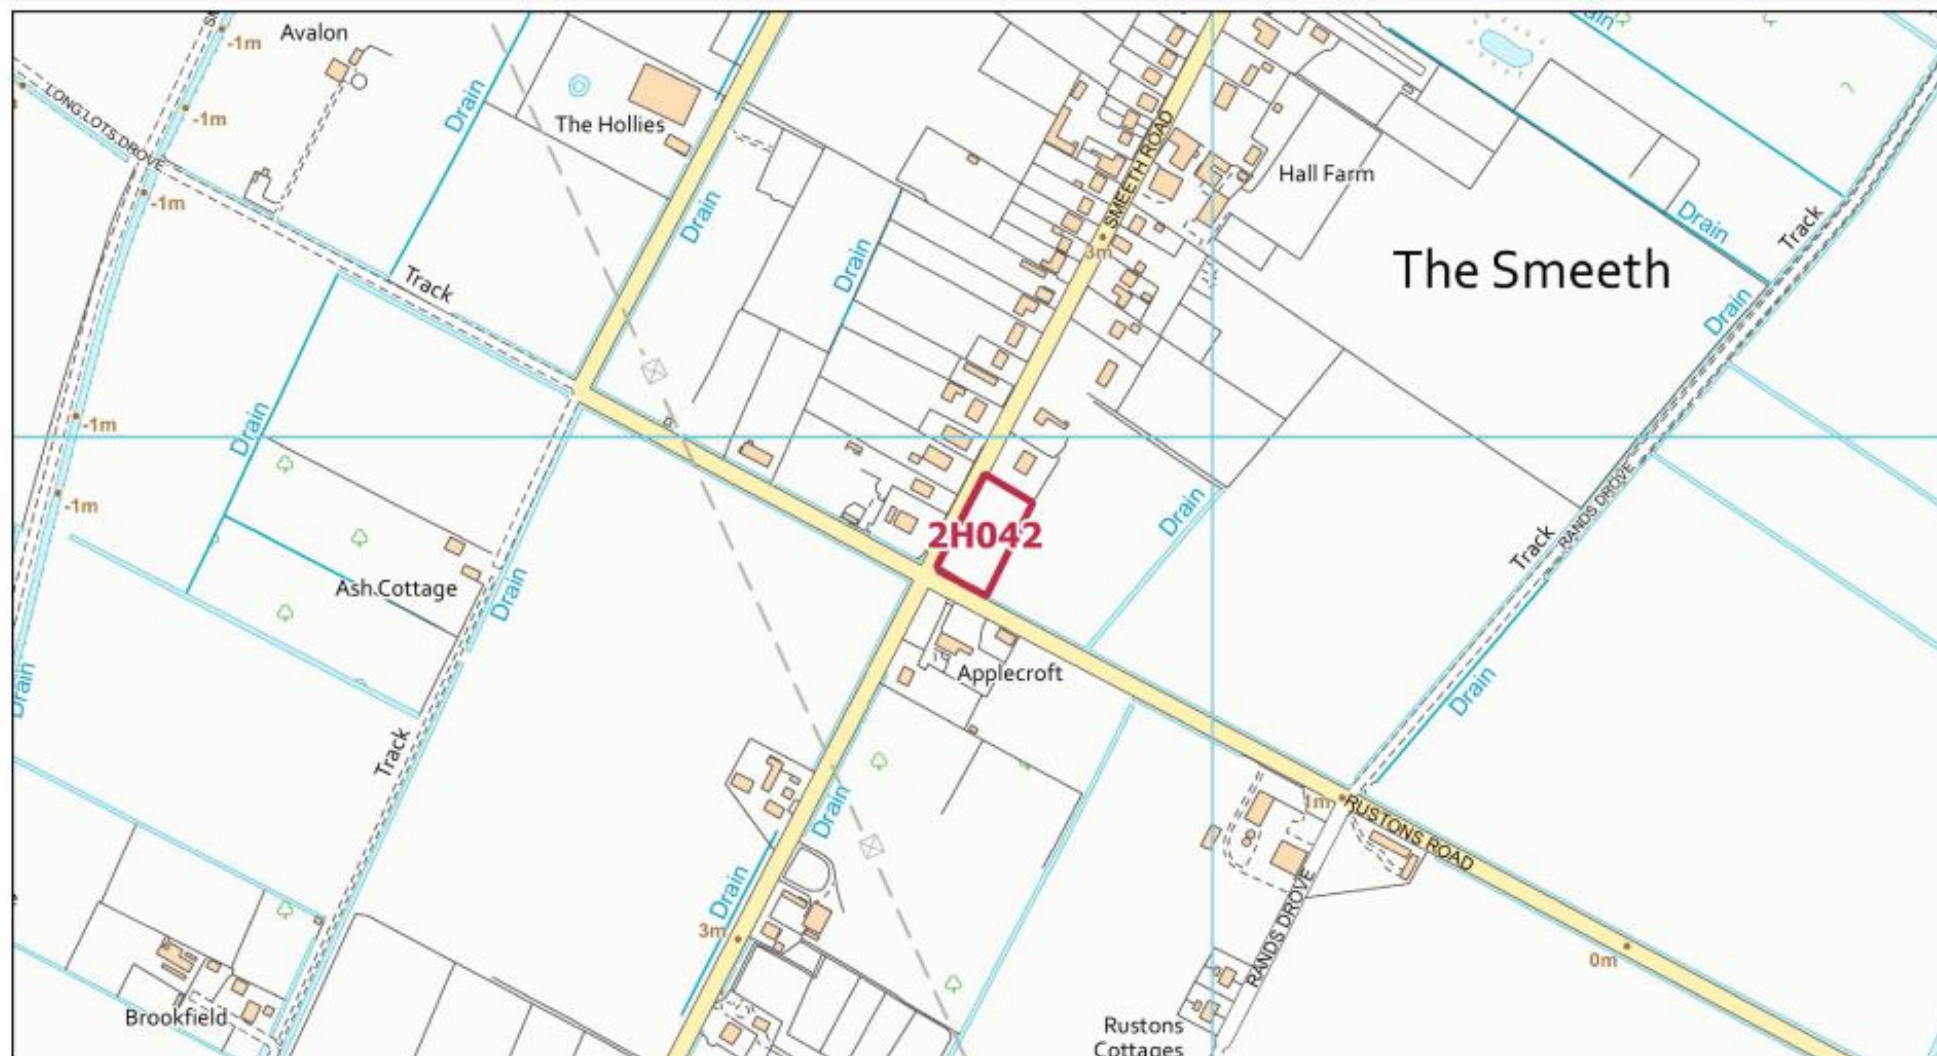 Avalon
-1m
Drain
LONG LOTS DROVE
-1m
The Hollies
-1m
Drain
SMEETH ROAD
Hall Farm
Drain
Track
Track
Drain
3m
The Smeeth
Drain
Drain
-1m
-1m
Drain
RANDS DROVE
Track
2H042
Ash Cottage
Drain
Drain
Applecroft
Drain
Track
Drain
1m
RUSTONS ROAD
Drain
3m
RANDS DROVE
0m
Brookfield
Rustons
Cottages